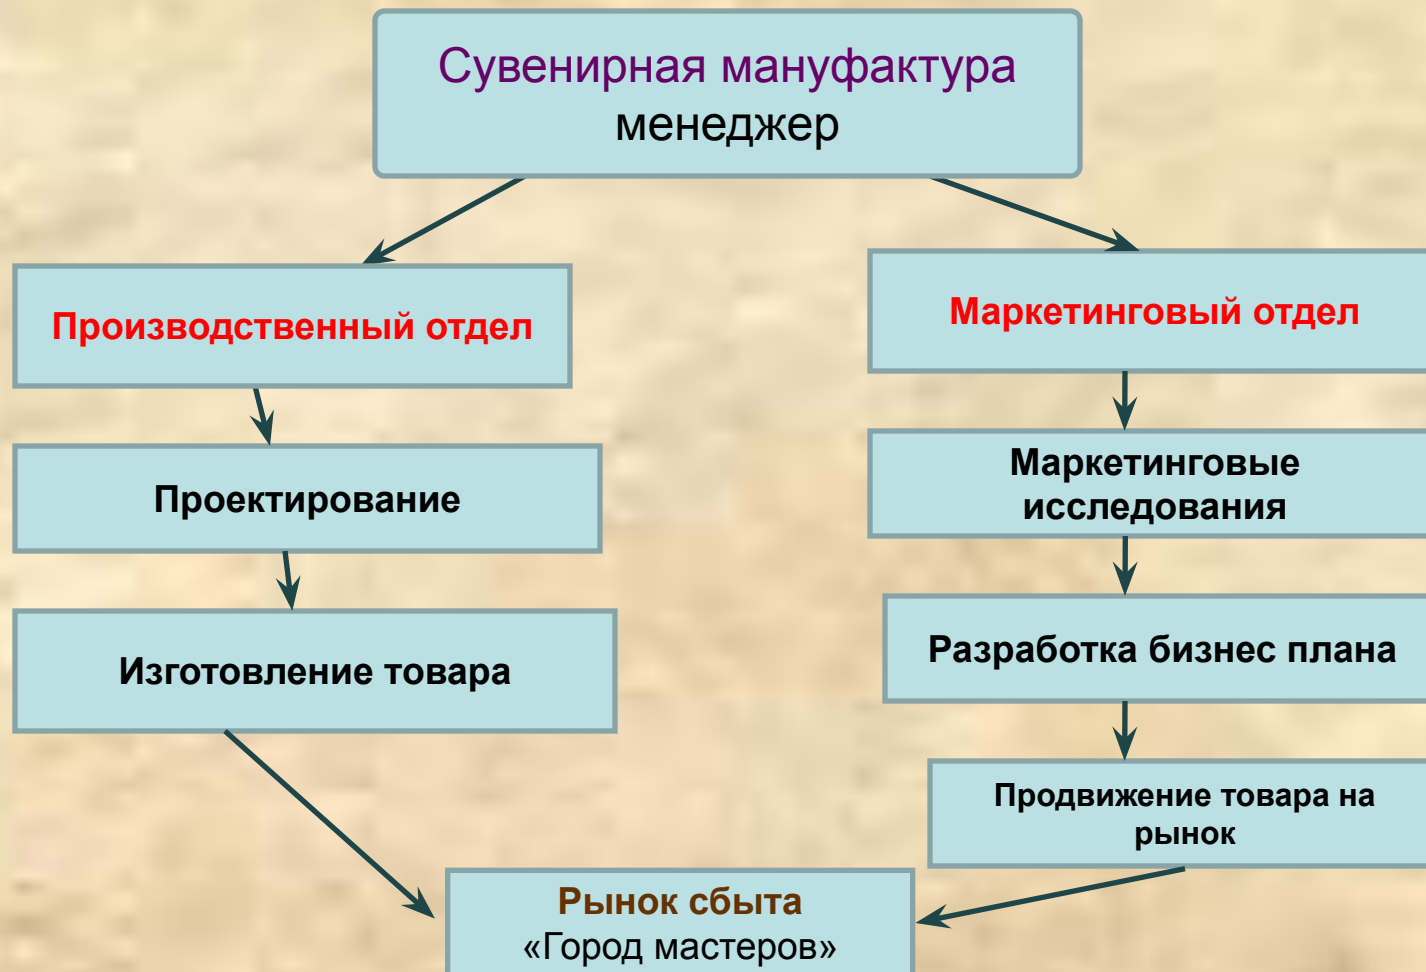 Сувенирная мануфактура
менеджер
Производственный отдел
Маркетинговый отдел
Проектирование
Маркетинговые
исследования
Изготовление товара
Разработка бизнес плана
Продвижение товара на
рынок
Рынок сбыта
«Город мастеров»